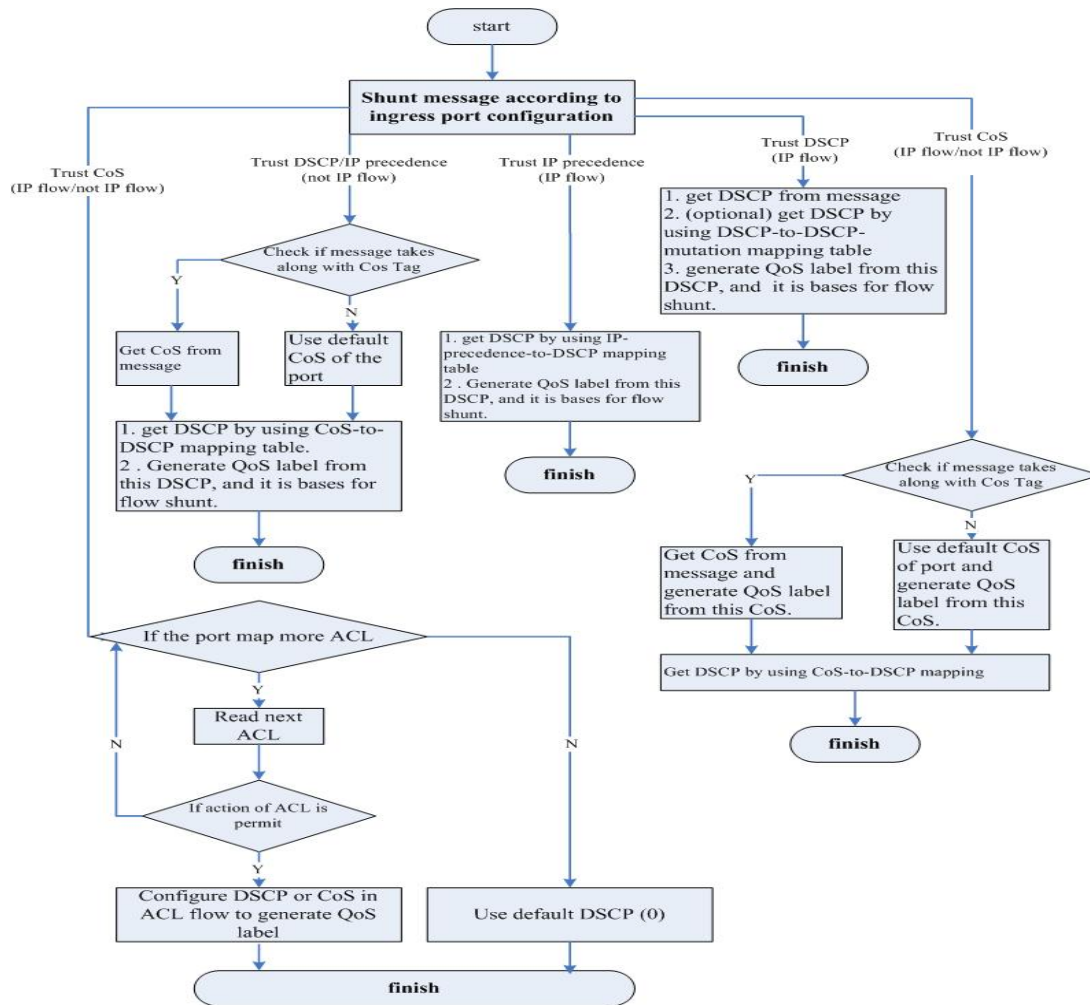 start
Shunt message according to
ingress port configuration
Trust CoS
(IP flow/not IP flow)
Trust DSCP/IP precedence
(not IP flow)
Trust IP precedence
(IP flow)
Trust DSCP
(IP flow)
Trust CoS
(IP flow/not IP flow)
Check if message takes
along with Cos Tag
Y
N
Get CoS from
message
Use default
CoS of the
port
1. get DSCP by using CoS-to-
DSCP mapping table.
2 . Generate QoS label from
this DSCP, and it is bases for
flow shunt.
finish
1. get DSCP by using IP-
precedence-to-DSCP mapping
table
2 . Generate QoS label from this
DSCP, and it is bases for flow
shunt.
finish
1. get DSCP from message
2. (optional) get DSCP by
using DSCP-to-DSCP-
mutation mapping table
3. generate QoS label from this
DSCP, and it is bases for flow
shunt.
finish
Check if message takes
along with Cos Tag
Y
N
Get CoS from
message and
generate QoS label
from this CoS.
Use default CoS
of port and
generate QoS
label from this
CoS.
Get DSCP by using CoS-to-DSCP mapping
finish
If the port map more ACL
Y
N
Read next
ACL
N
If action of ACL is
permit
Y
Configure DSCP or CoS in
ACL flow to generate QoS
label
Use default DSCP (0)
finish